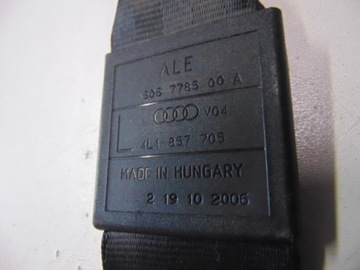 ALE
606 7785 00 A
V04
L 4L1 857 705
MADE IN HUNGARY
2 19 10 2005